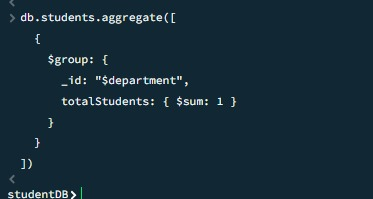 > db.students.aggregate([
{
$group: {
_id: "$department",
totalStudents: { $sum: 1 }
}
}
])
<
studentDB>